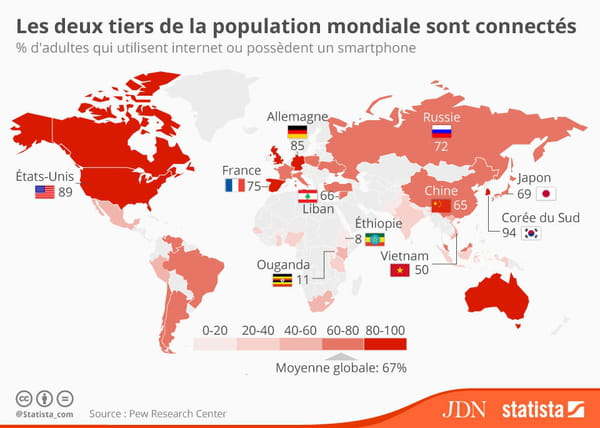 Les deux tiers de la population mondiale sont connectés
% d'adultes qui utilisent internet ou possèdent un smartphone
Allemagne
85
Russie
72
États-Unis
89
France
75
66
Liban
Chine
65
Japon
69
Corée du Sud
94
Éthiopie
8
Ouganda
11
Vietnam
50
0-20 20-40 40-60 60-80 80-100
Moyenne globale: 67%
@Statista_com
Source : Pew Research Center
JDN statista